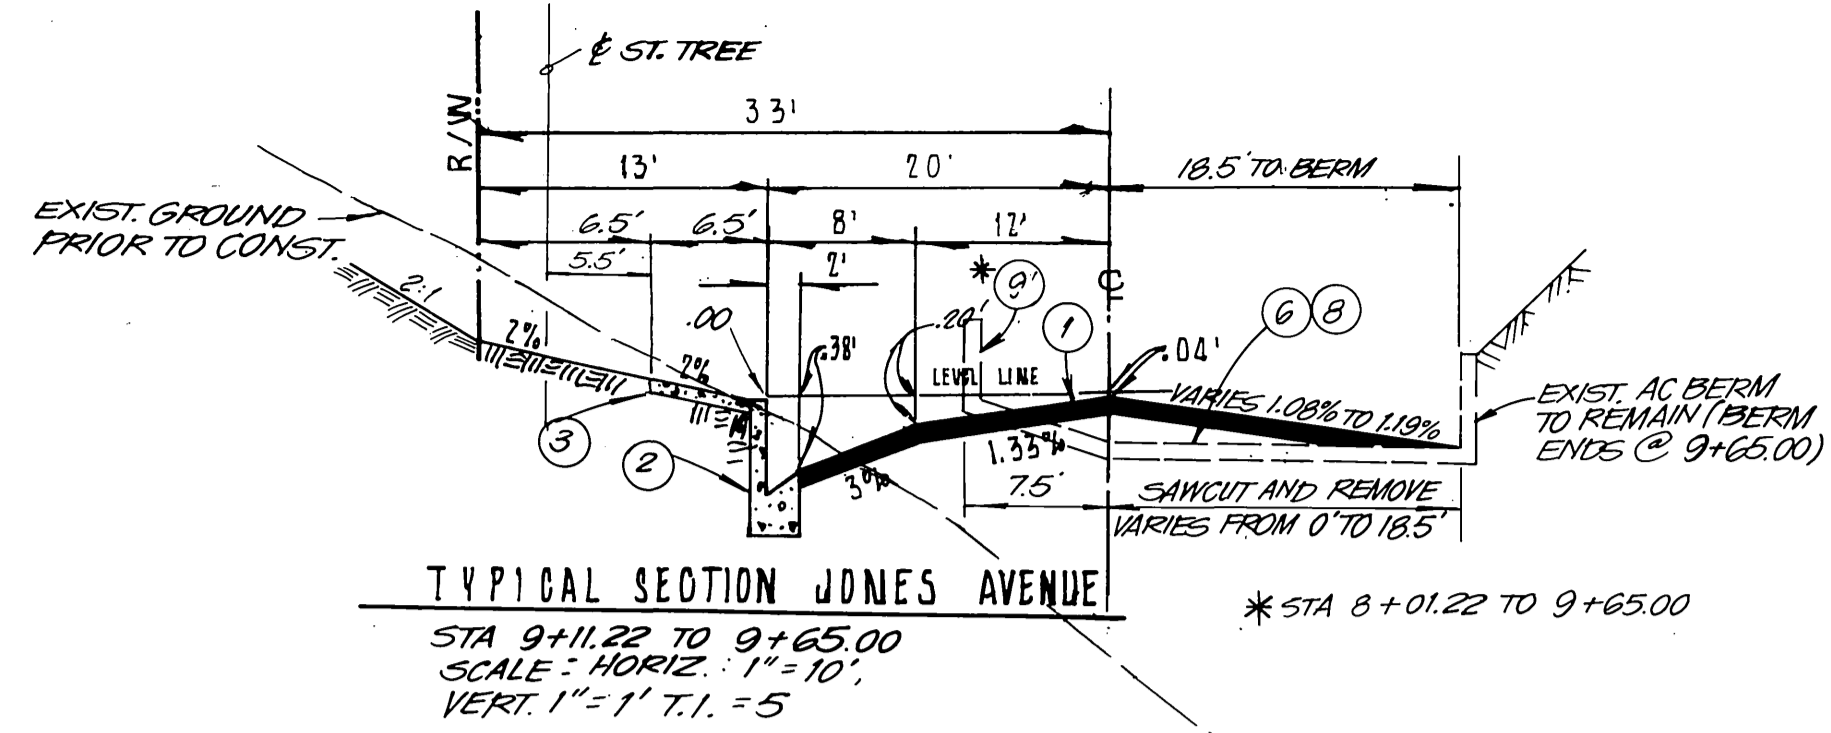 ℄ ST. TREE
R/W
33'
13'
20'
18.5' TO BERM
EXIST. GROUND
PRIOR TO CONST.
6.5'
6.5'
8'
12'
5.5'
2'
* 9'
℄
2:1
.00
.20'
1
6 8
2%
.38'
.04'
2%
LEVEL LINE
VARIES 1.08% TO 1.19%
EXIST. AC BERM
TO REMAIN (BERM
ENDS @ 9+65.00)
3
2
3%
1.33%
7.5'
SAWCUT AND REMOVE
VARIES FROM 0' TO 18.5'
TYPICAL SECTION JONES AVENUE
* STA 8+01.22 TO 9+65.00
STA 9+11.22 TO 9+65.00
SCALE: HORIZ.: 1"=10',
VERT. 1"=1' T.I. =5